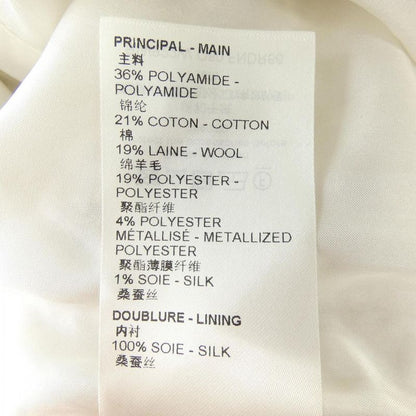 PRINCIPAL - MAIN
主料
36% POLYAMIDE -
POLYAMIDE
锦纶
21% COTON - COTTON
棉
19% LAINE - WOOL
绵羊毛
19% POLYESTER -
POLYESTER
聚酯纤维
4% POLYESTER
MÉTALLISÉ - METALLIZED
POLYESTER
聚酯薄膜纤维
1% SOIE - SILK
桑蚕丝
DOUBLURE - LINING
内衬
100% SOIE - SILK
桑蚕丝